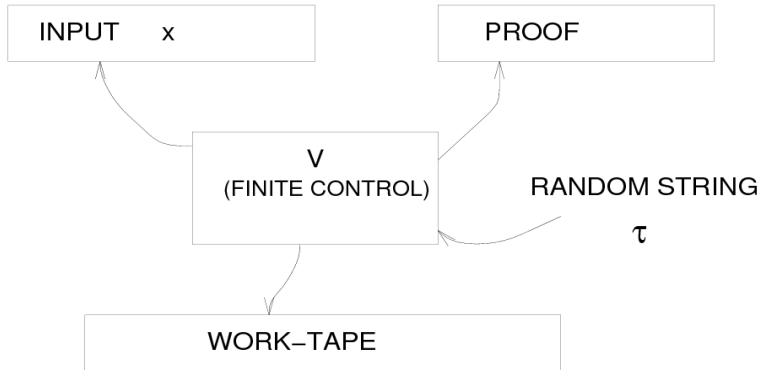 INPUT x
PROOF
V
(FINITE CONTROL)
RANDOM STRING
τ
WORK–TAPE